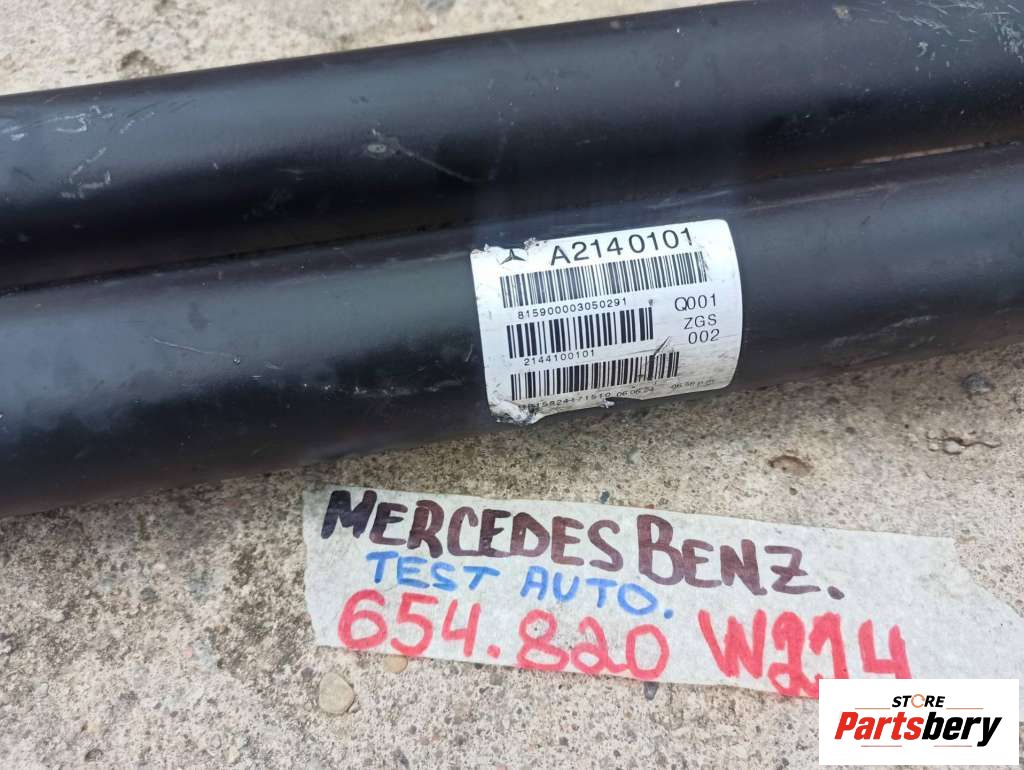 A2140101
815900003050291
Q001
2144100101
ZGS
002
MERCEDES BENZ.
TEST AUTO.
654.820 W214
STORE
Partsbery